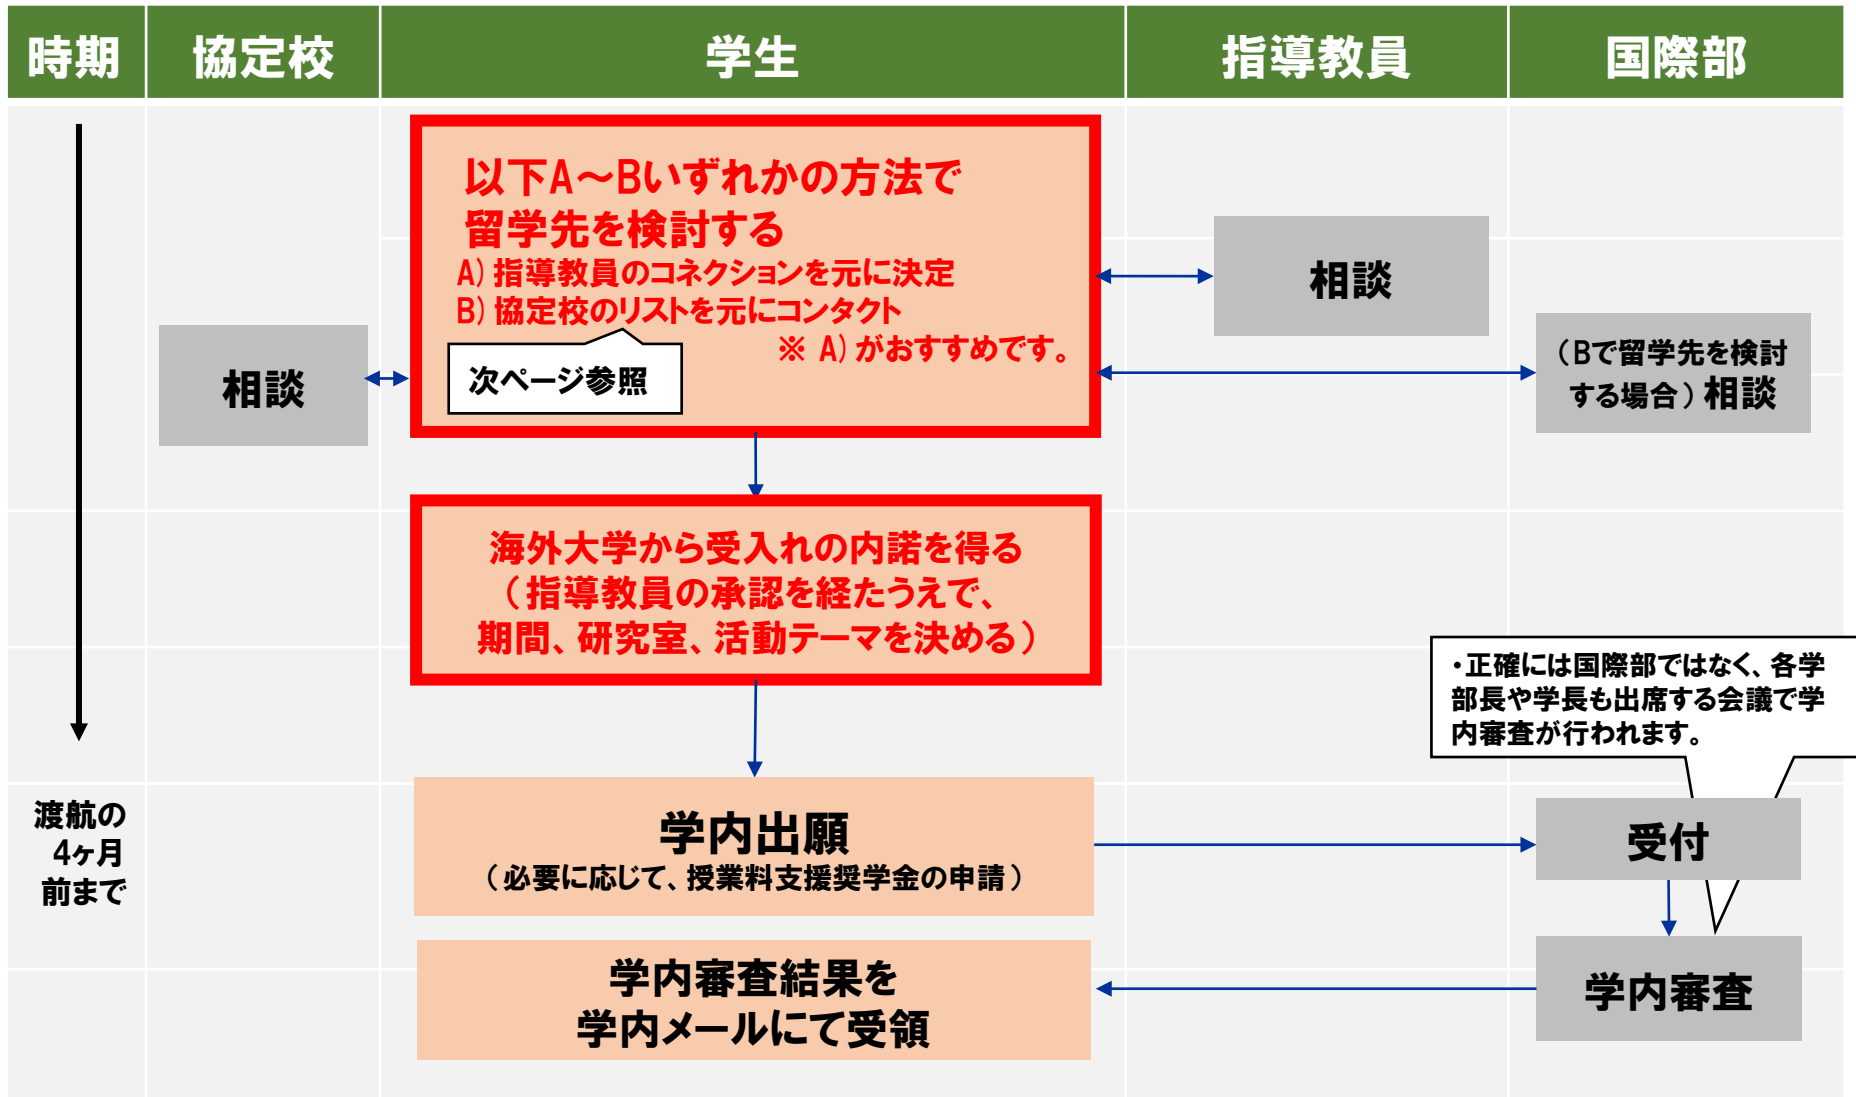 時期
協定校
学生
指導教員
国際部
以下A～Bいずれかの方法で
留学先を検討する
A）指導教員のコネクションを元に決定
B）協定校のリストを元にコンタクト
※ A）がおすすめです。
次ページ参照
相談
相談
（Bで留学先を検討
する場合）相談
海外大学から受入れの内諾を得る
（指導教員の承認を経たうえで、
期間、研究室、活動テーマを決める）
・正確には国際部ではなく、各学
部長や学長も出席する会議で学
内審査が行われます。
渡航の
4ヶ月
前まで
学内出願
（必要に応じて、授業料支援奨学金の申請）
受付
学内審査結果を
学内メールにて受領
学内審査